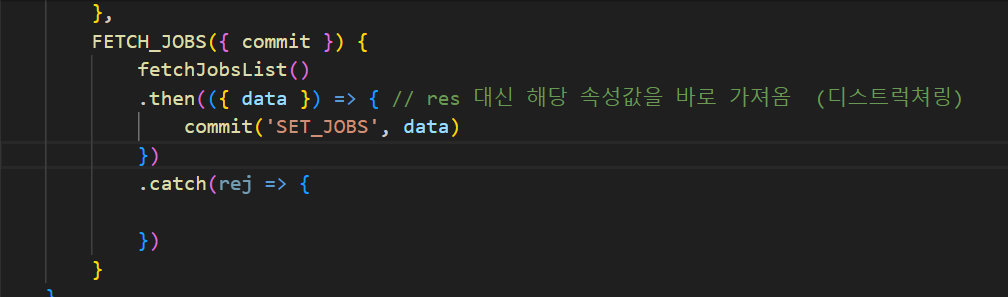 },
FETCH_JOBS({ commit }) {
fetchJobsList()
.then(({ data }) => { // res 대신 해당 속성값을 바로 가져옴 (디스트럭쳐링)
commit('SET_JOBS', data)
})
.catch(rej => {
})
}
}